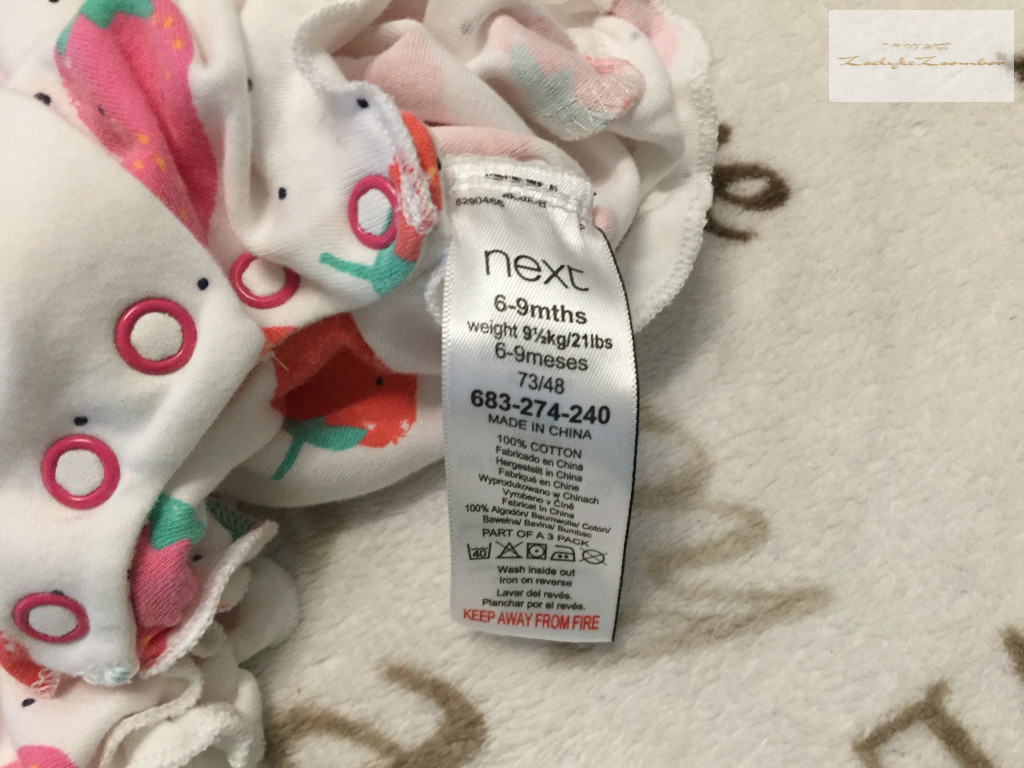 6290466
next
6-9mths
weight 9½kg/21lbs
6-9meses
73/48
683-274-240
MADE IN CHINA
100% COTTON
Fabricado en China
Hergestellt in China
Fabriqué en Chine
Wyprodukowano w Chinach
Vyrobeno v Číně
Fabricat în China
100% Algodón/ Baumwolle/ Coton/
Bawełna/ Bavlna/ Bumbac
PART OF A 3 PACK
40
Wash inside out
Iron on reverse
Lavar del revés.
Planchar por el revés.
KEEP AWAY FROM FIRE